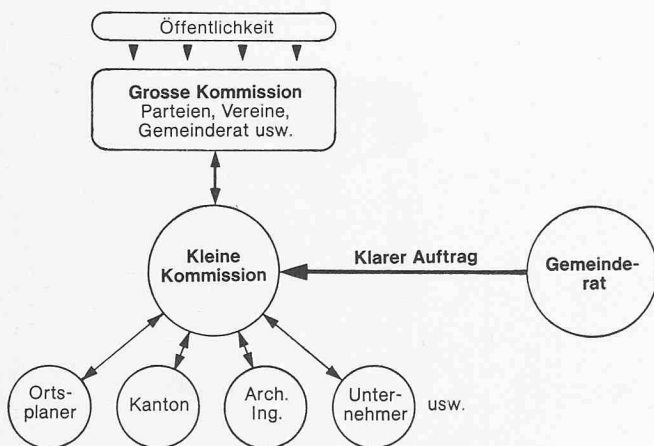 Öffentlichkeit
Grosse Kommission
Parteien, Vereine,
Gemeinderat usw.
Kleine
Kommission
Klarer Auftrag
Gemeinde-
rat
Orts-
planer
Kanton
Arch.
Ing.
Unter-
nehmer
usw.